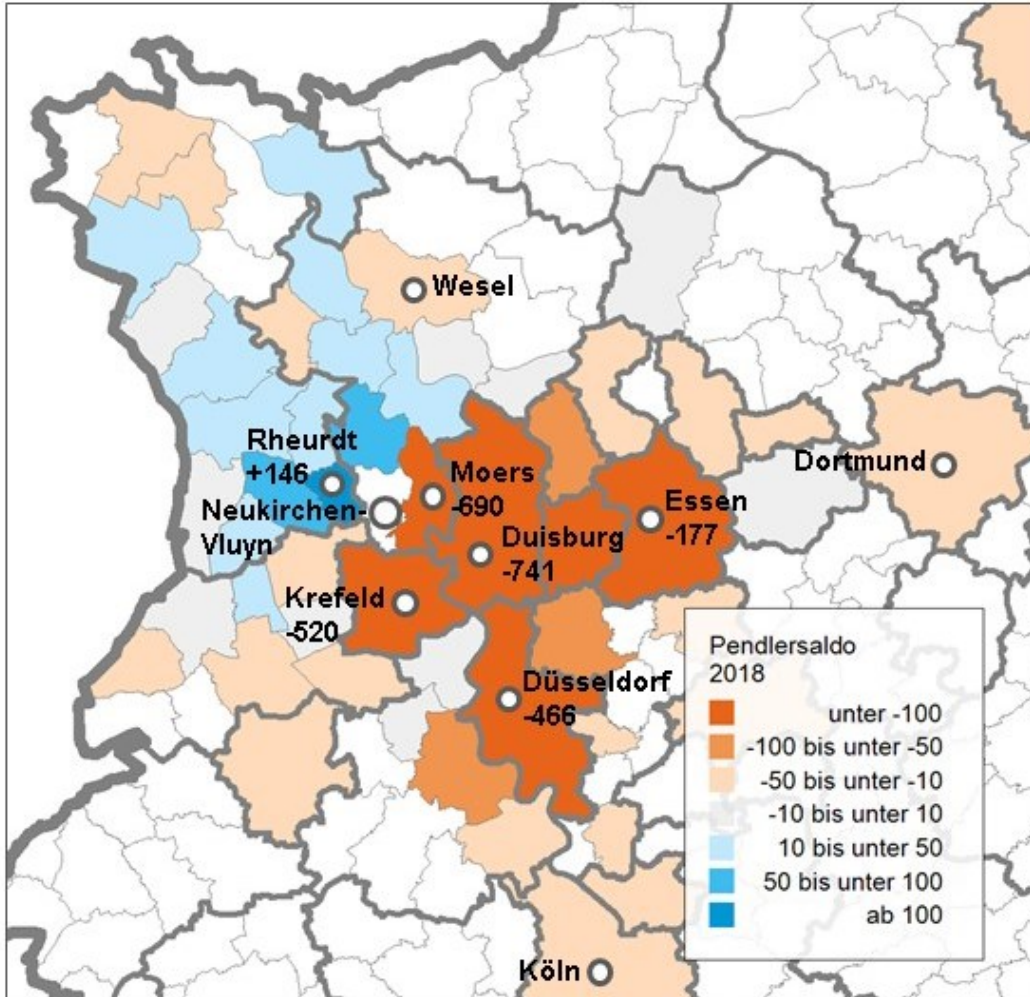 Wesel
Rheurdt
+146
Neukirchen-
Vluyn
Moers
-690
Duisburg
-741
Essen
-177
Dortmund
Krefeld
-520
Düsseldorf
-466
Köln
Pendlersaldo
2018
unter -100
-100 bis unter -50
-50 bis unter -10
-10 bis unter 10
10 bis unter 50
50 bis unter 100
ab 100